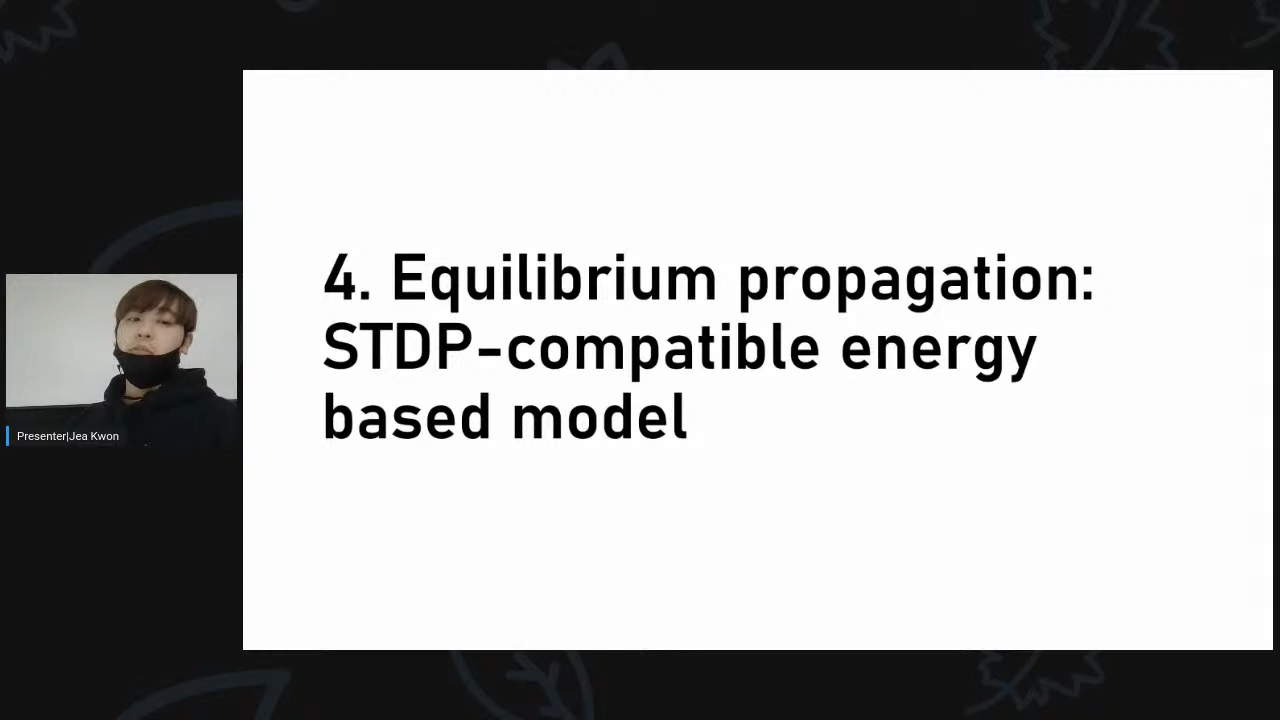 4. Equilibrium propagation:
STDP-compatible energy
based model
Presenter|Jea Kwon